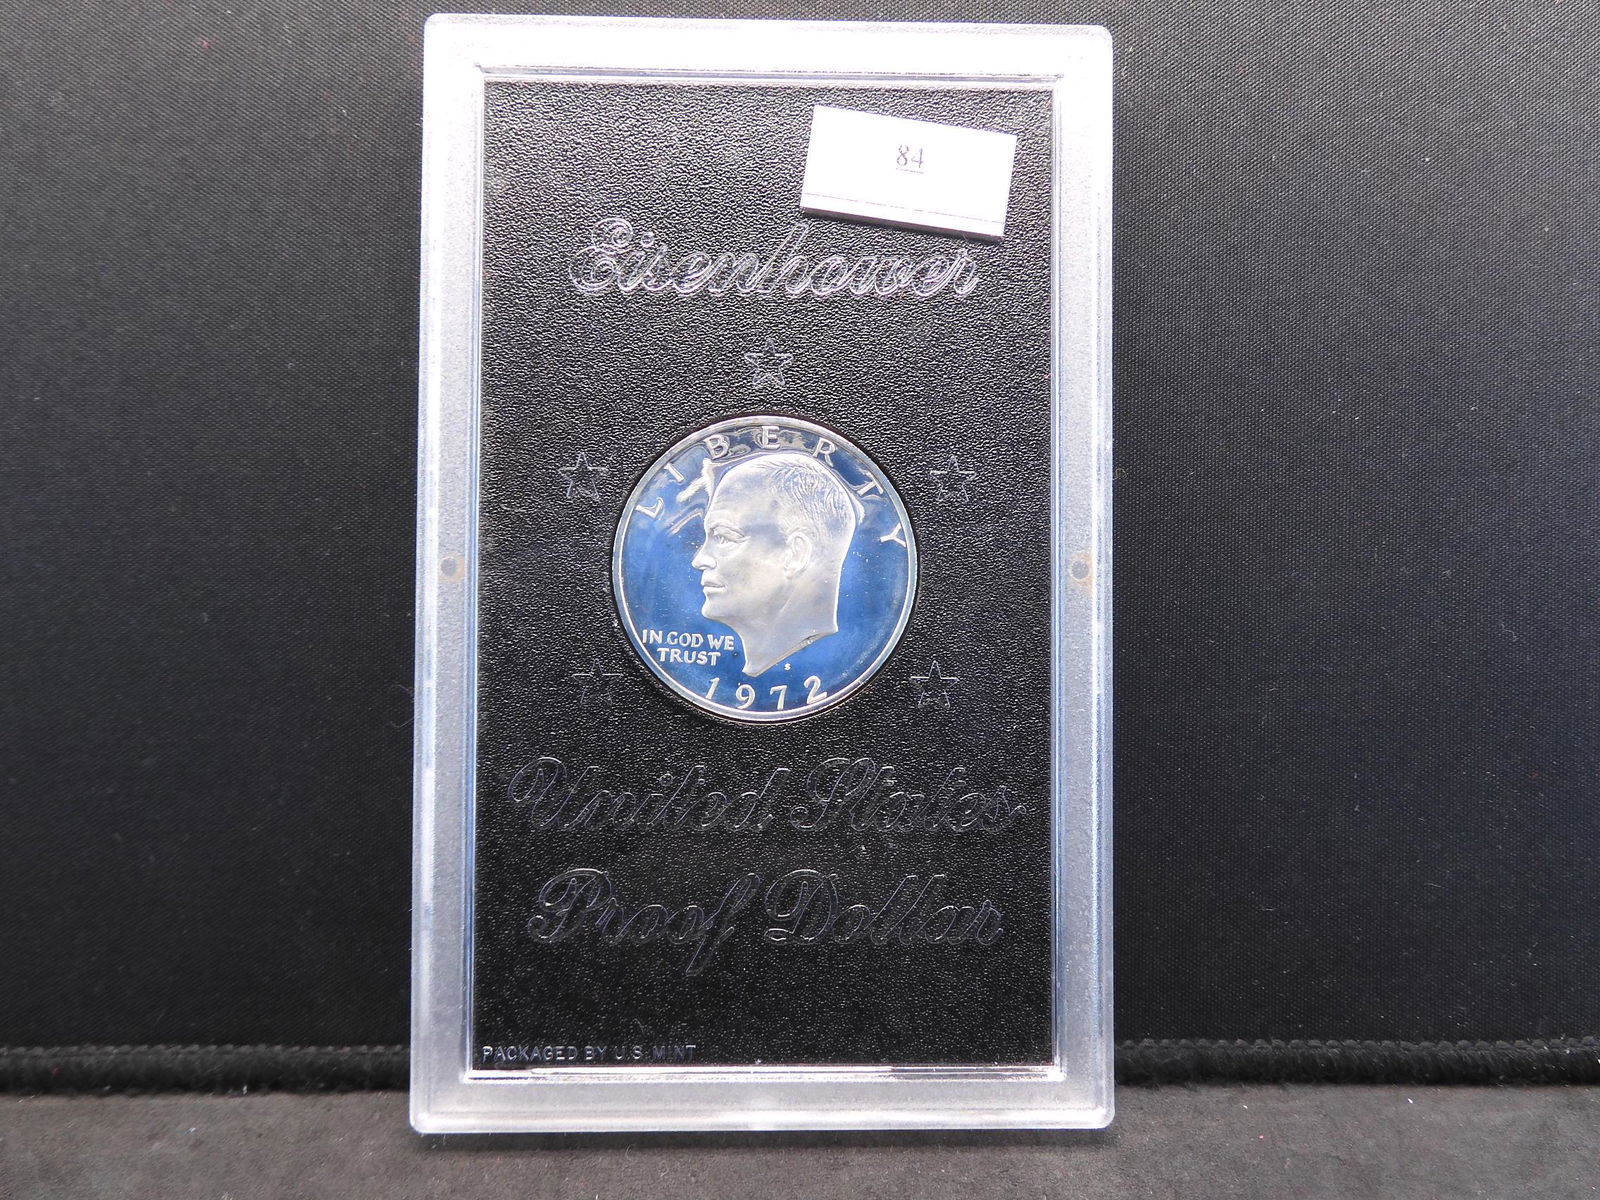 84
Eisenhower
LIBERTY
IN GOD WE
TRUST
S
1972
United States
Proof Dollar
PACKAGED BY U.S. MINT